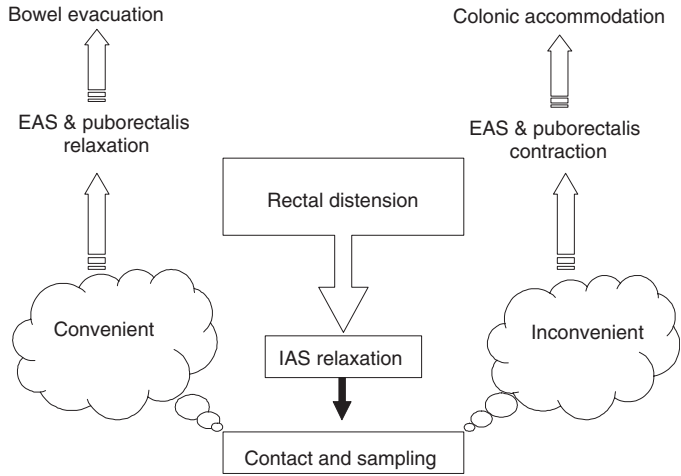 Bowel evacuation
Colonic accommodation
EAS & puborectalis
relaxation
EAS & puborectalis
contraction
Rectal distension
Convenient
Inconvenient
IAS relaxation
Contact and sampling